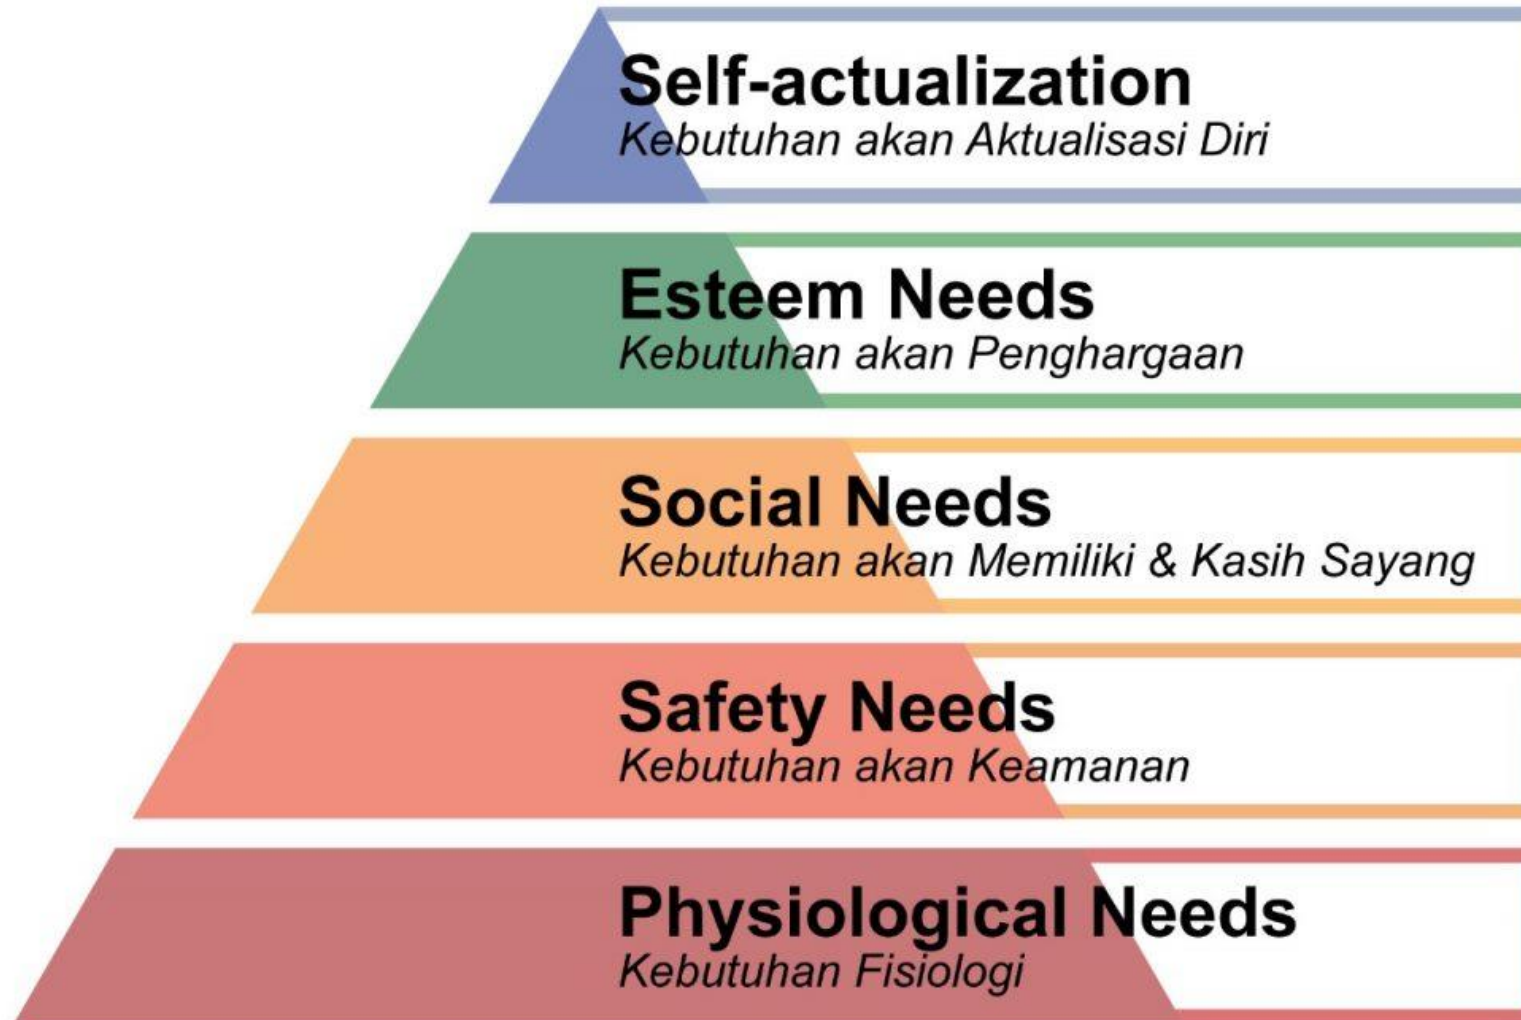 Self-actualization
Kebutuhan akan Aktualisasi Diri
Esteem Needs
Kebutuhan akan Penghargaan
Social Needs
Kebutuhan akan Memiliki & Kasih Sayang
Safety Needs
Kebutuhan akan Keamanan
Physiological Needs
Kebutuhan Fisiologi